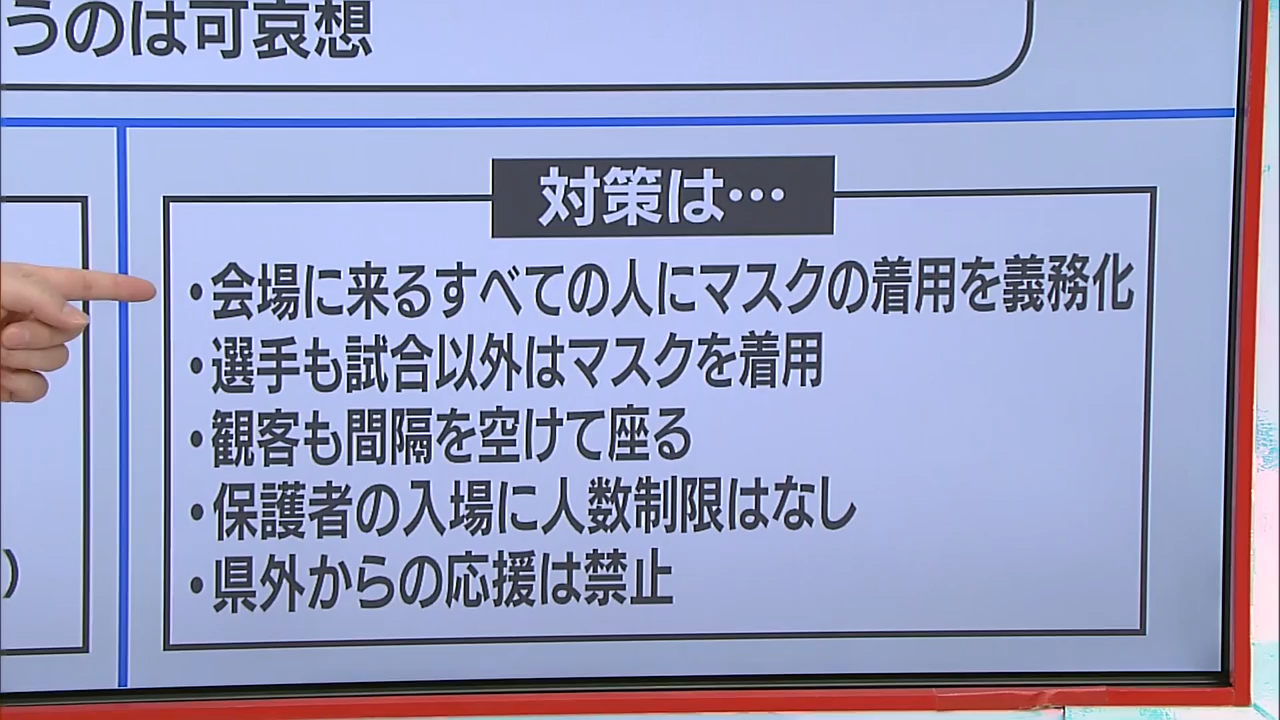 うのは可哀想
対策は…
・会場に来るすべての人にマスクの着用を義務化
・選手も試合以外はマスクを着用
・観客も間隔を空けて座る
・保護者の入場に人数制限はなし
・県外からの応援は禁止
)